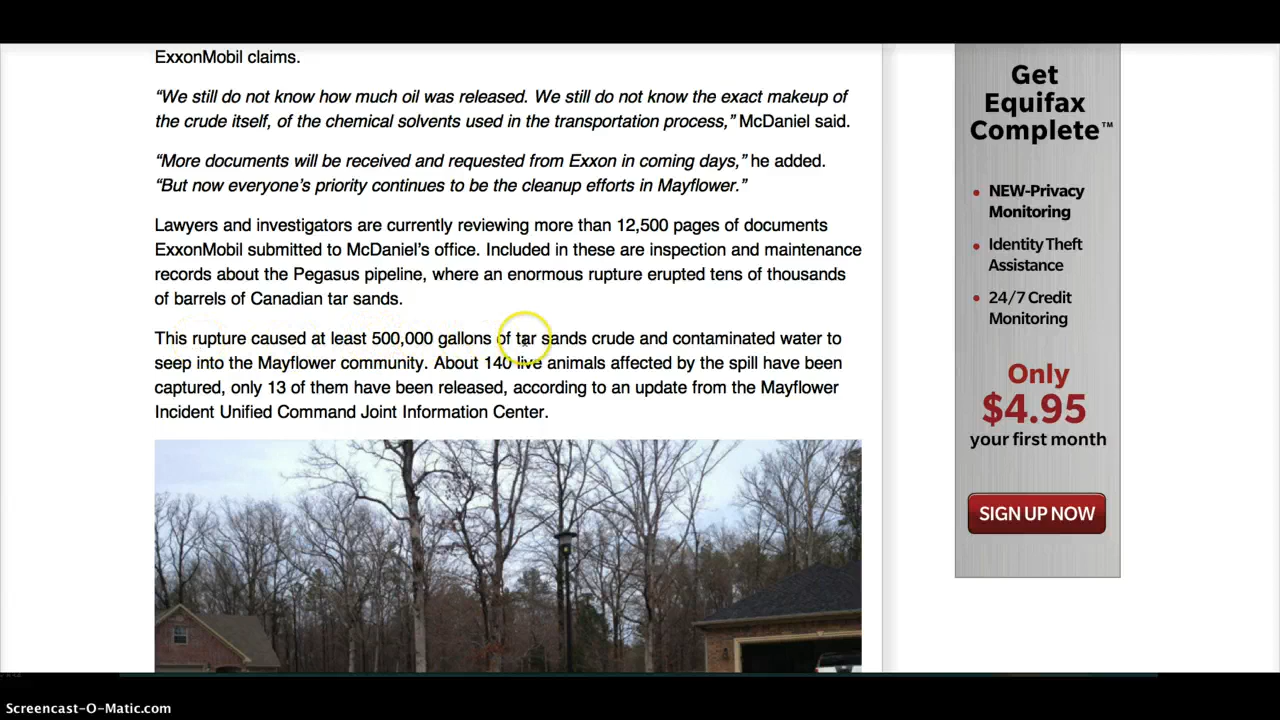 ExxonMobil claims.
“We still do not know how much oil was released. We still do not know the exact makeup of
the crude itself, of the chemical solvents used in the transportation process,” McDaniel said.
“More documents will be received and requested from Exxon in coming days,” he added.
“But now everyone’s priority continues to be the cleanup efforts in Mayflower.”
Lawyers and investigators are currently reviewing more than 12,500 pages of documents
ExxonMobil submitted to McDaniel’s office. Included in these are inspection and maintenance
records about the Pegasus pipeline, where an enormous rupture erupted tens of thousands
of barrels of Canadian tar sands.
This rupture caused at least 500,000 gallons of tar sands crude and contaminated water to
seep into the Mayflower community. About 140 live animals affected by the spill have been
captured, only 13 of them have been released, according to an update from the Mayflower
Incident Unified Command Joint Information Center.
Get
Equifax
Complete™
• NEW-Privacy
Monitoring
• Identity Theft
Assistance
• 24/7 Credit
Monitoring
Only
$4.95
your first month
SIGN UP NOW
Screencast-O-Matic.com